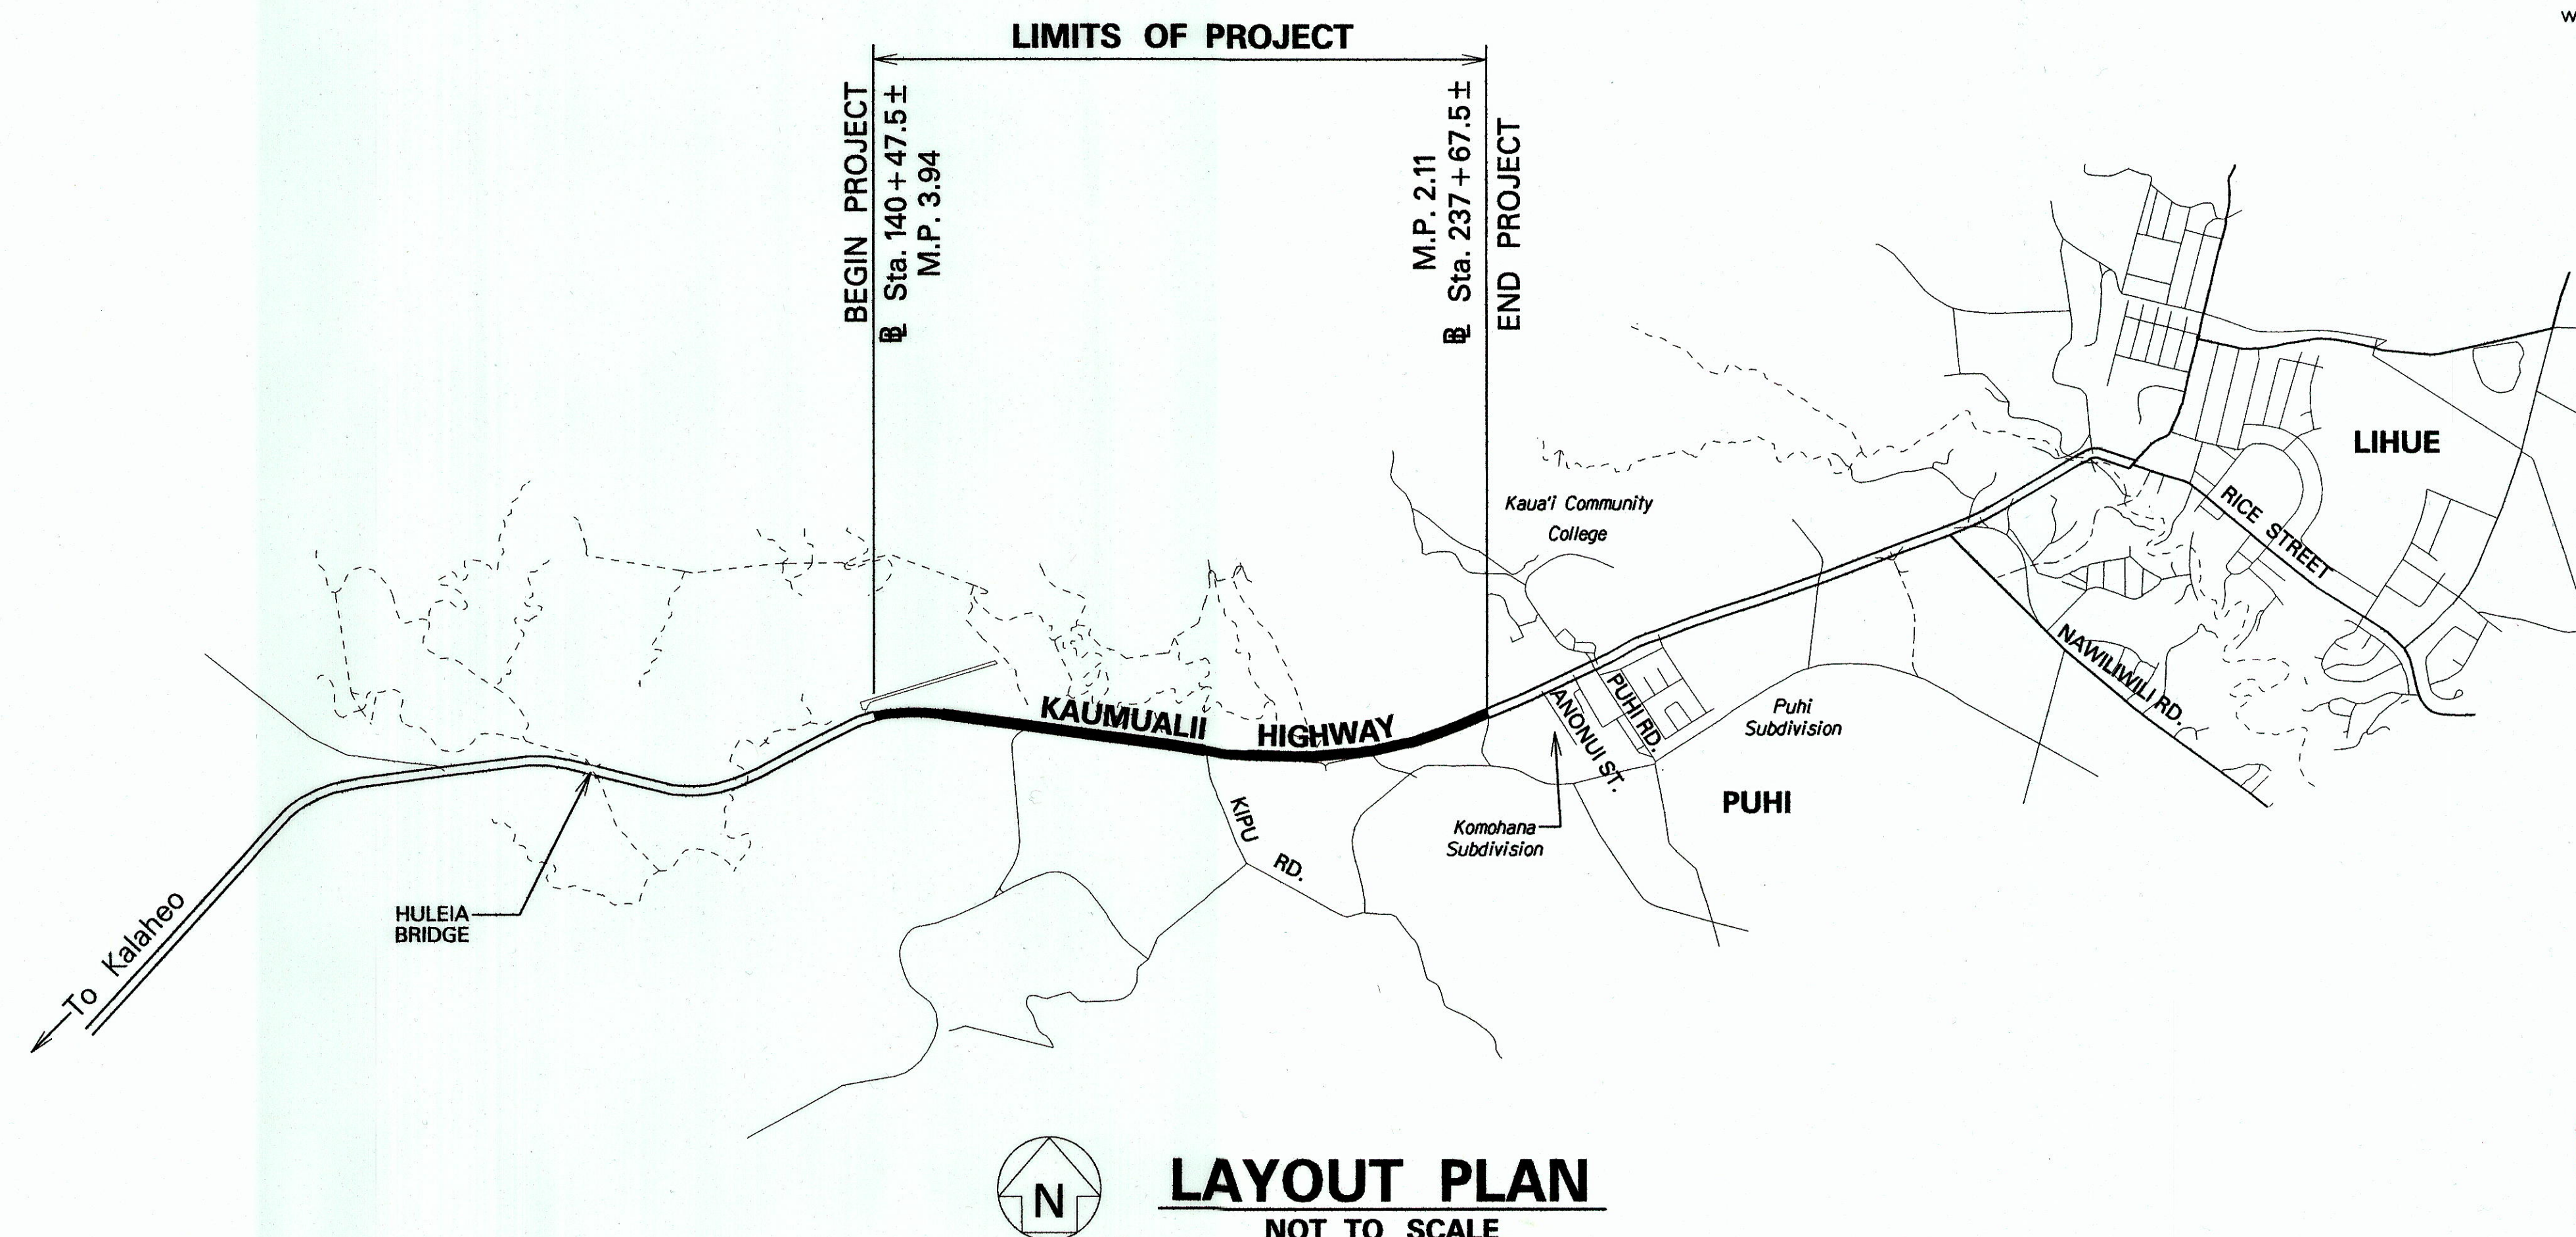 LIMITS OF PROJECT
BEGIN PROJECT
BL Sta. 140+47.5±
M.P. 3.94
M.P. 2.11
BL Sta. 237+67.5±
END PROJECT
LIHUE
Kaua'i Community
College
RICE STREET
NAWILIWILI RD.
KAUMUALII HIGHWAY
PUHI RD.
ANONUI ST.
Puhi
Subdivision
PUHI
KIPU RD.
Komohana
Subdivision
HULEIA
BRIDGE
To Kalaheo
N
LAYOUT PLAN
NOT TO SCALE